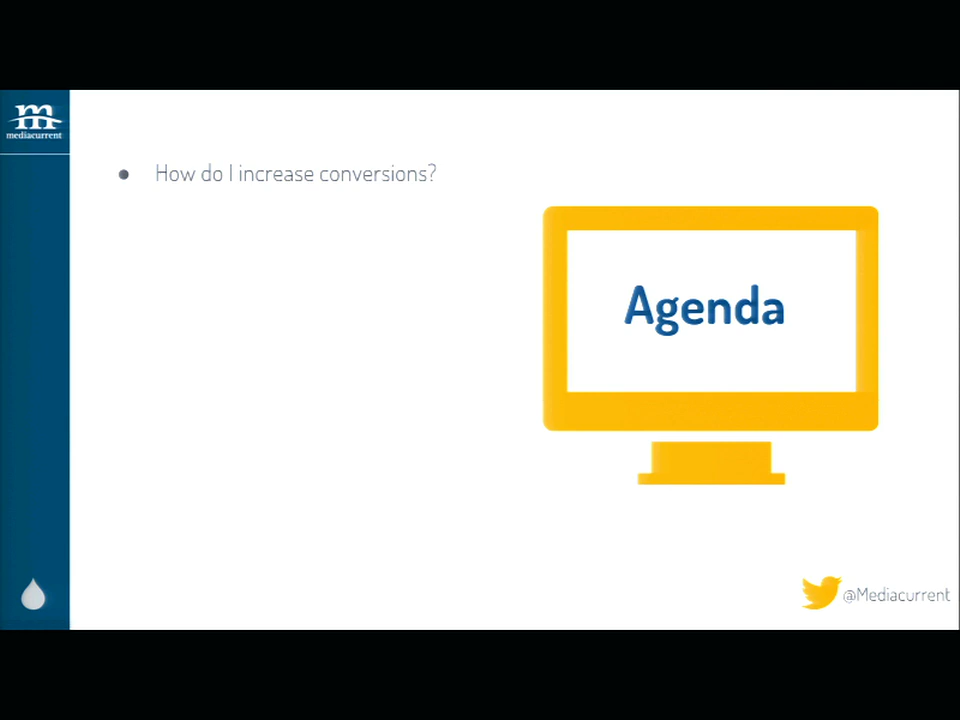 m
mediacurrent
● How do I increase conversions?
Agenda
@Mediacurrent